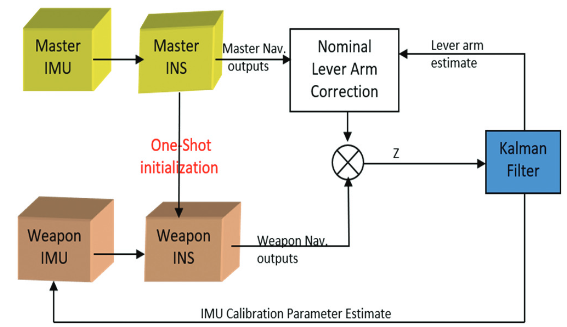 Master
IMU
Master
INS
Master Nav.
outputs
Nominal
Lever Arm
Correction
Lever arm
estimate
One-Shot
initialization
Z
Kalman
Filter
Weapon
IMU
Weapon
INS
Weapon Nav.
outputs
IMU Calibration Parameter Estimate